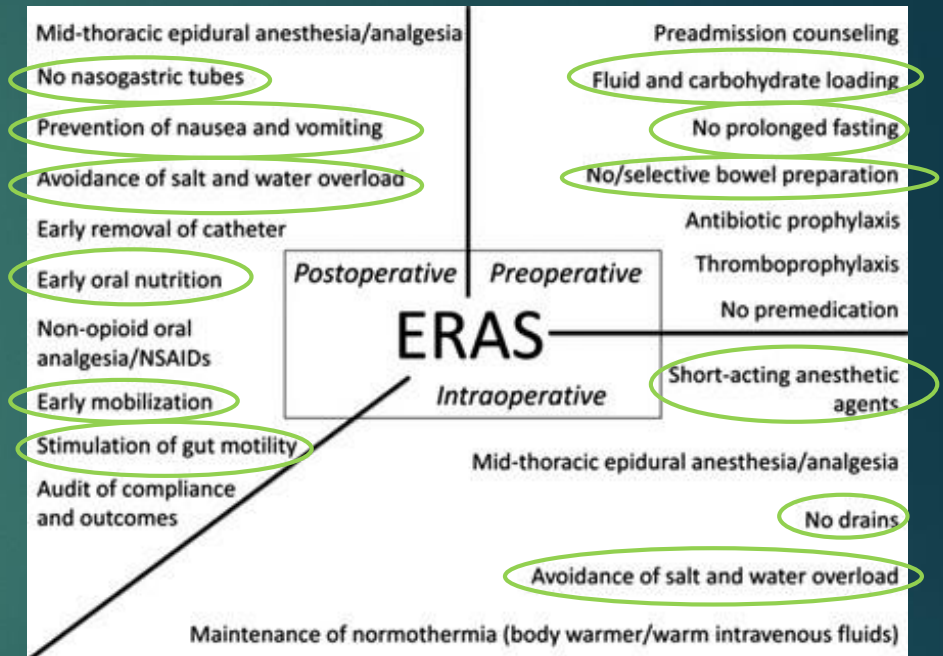 Mid-thoracic epidural anesthesia/analgesia
No nasogastric tubes
Prevention of nausea and vomiting
Avoidance of salt and water overload
Early removal of catheter
Early oral nutrition
Non-opioid oral
analgesia/NSAIDs
Early mobilization
Stimulation of gut motility
Audit of compliance
and outcomes
Preadmission counseling
Fluid and carbohydrate loading
No prolonged fasting
No/selective bowel preparation
Antibiotic prophylaxis
Thromboprophylaxis
No premedication
Postoperative
Preoperative
ERAS
Intraoperative
Short-acting anesthetic
agents
Mid-thoracic epidural anesthesia/analgesia
No drains
Avoidance of salt and water overload
Maintenance of normothermia (body warmer/warm intravenous fluids)